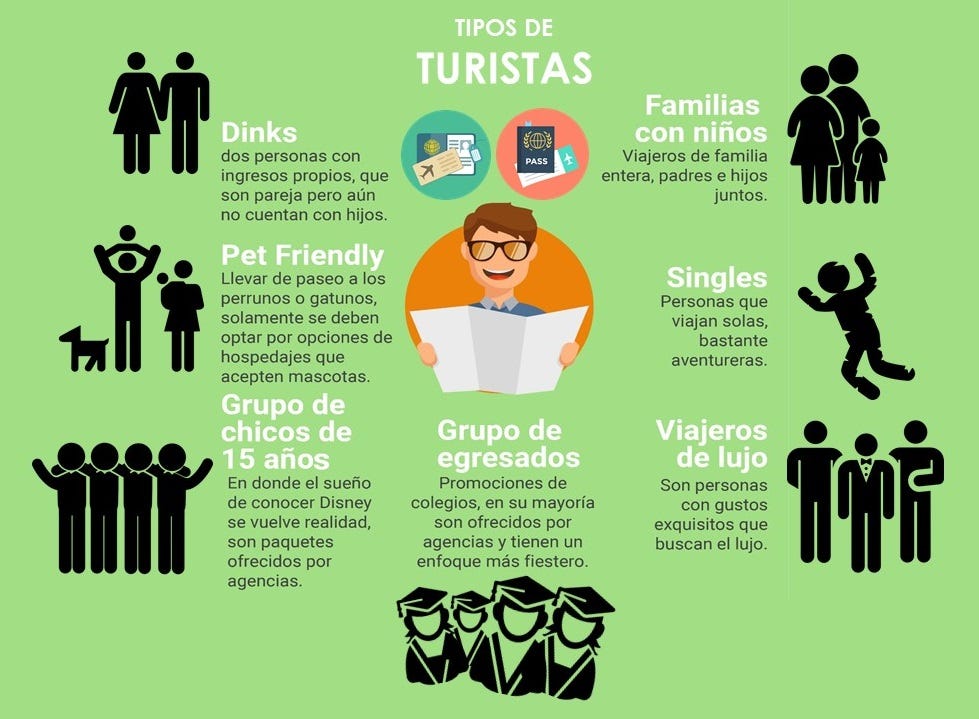 TIPOS DE
TURISTAS
Dinks
dos personas con
ingresos propios, que
son pareja pero aún
no cuentan con hijos.
PASS
Familias
con niños
Viajeros de familia
entera, padres e hijos
juntos.
Pet Friendly
Llevar de paseo a los
perrunos o gatunos,
solamente se deben
optar por opciones de
hospedajes que
acepten mascotas.
Singles
Personas que
viajan solas,
bastante
aventureras.
Grupo de
chicos de
15 años
En donde el sueño
de conocer Disney
se vuelve realidad,
son paquetes
ofrecidos por
agencias.
Grupo de
egresados
Promociones de
colegios, en su mayoría
son ofrecidos por
agencias y tienen un
enfoque más fiestero.
Viajeros
de lujo
Son personas
con gustos
exquisitos que
buscan el lujo.